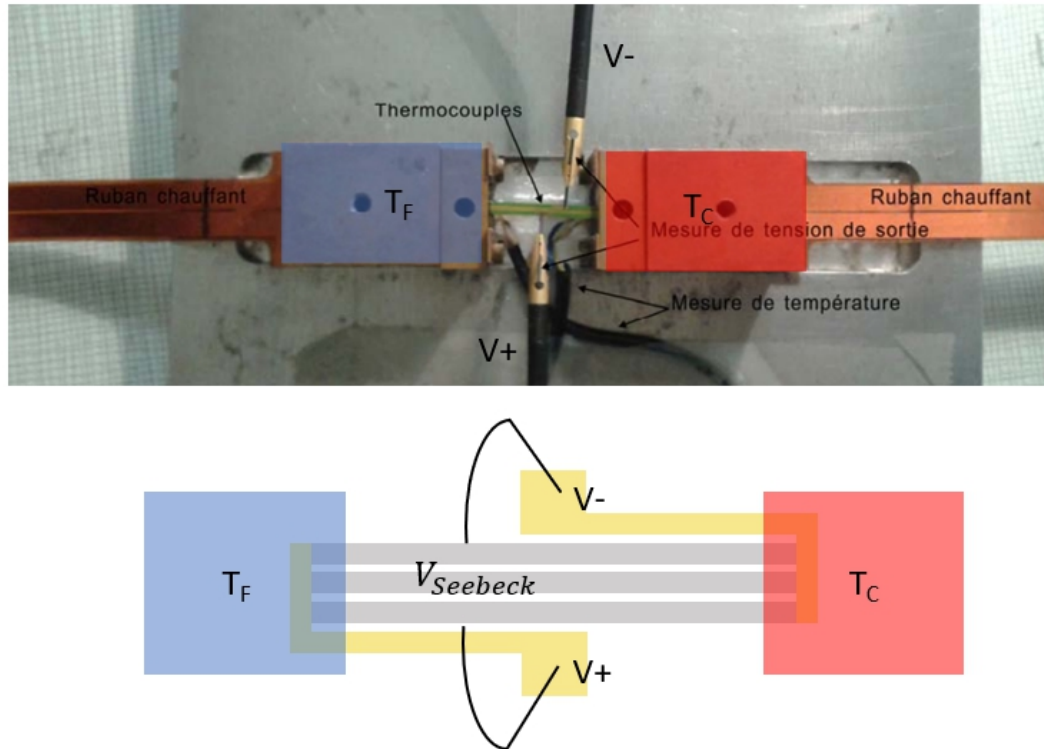 V-
Thermocouples
Ruban chauffant
T_F
T_C
Ruban chauffant
Mesure de tension de sortie
Mesure de température
V+
V-
T_F
V_Seebeck
T_C
V+